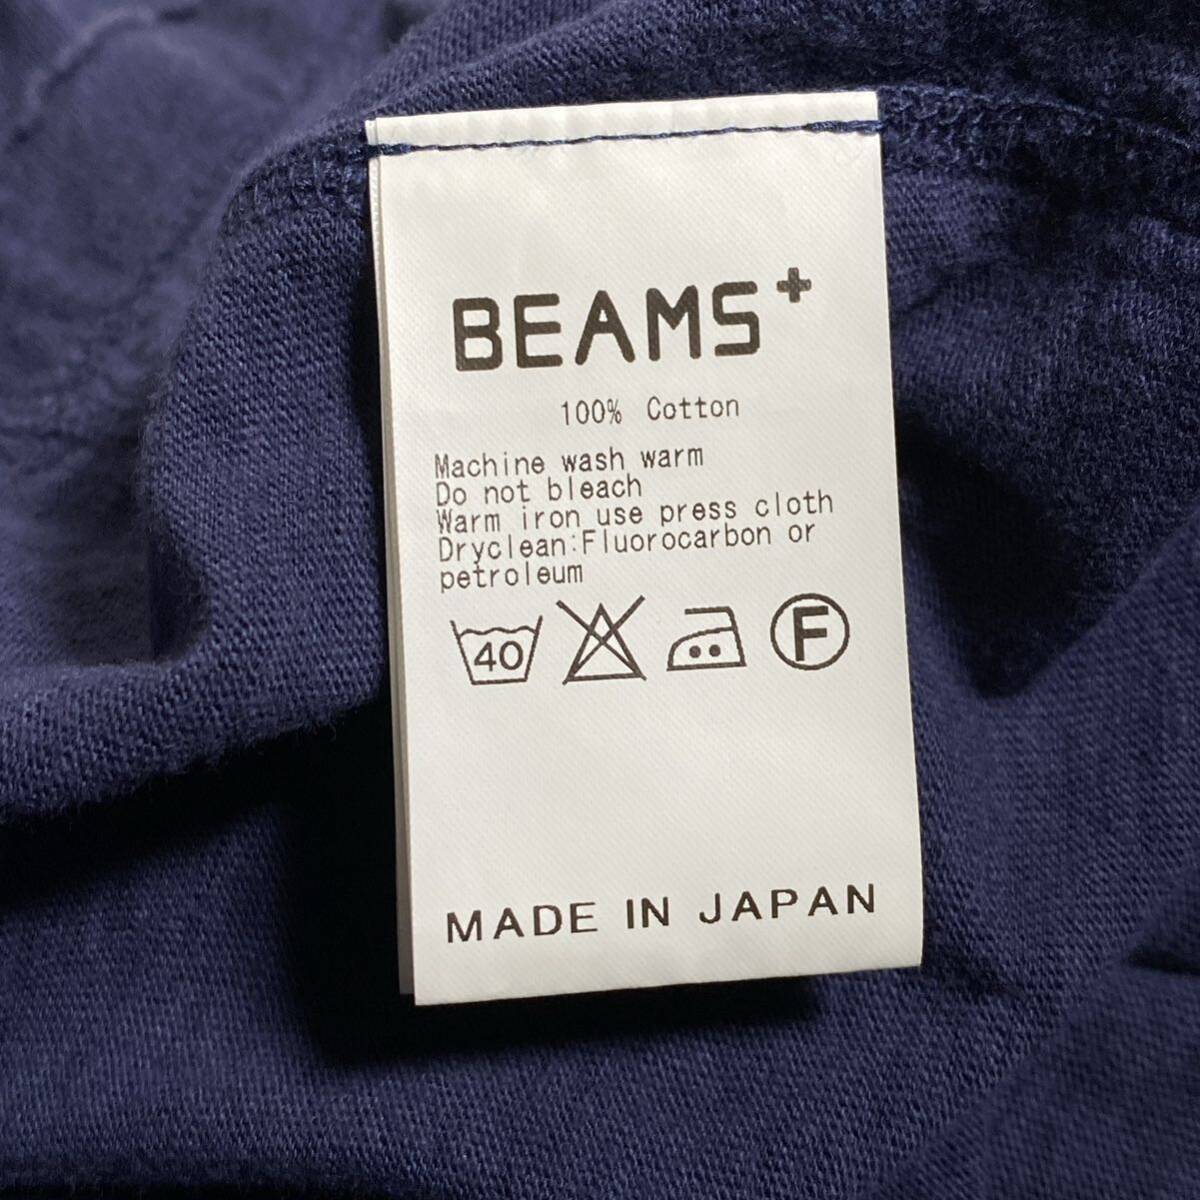 BEAMS+
100% Cotton
Machine wash warm
Do not bleach
Warm iron use press cloth
Dryclean:Fluorocarbon or
petroleum
40 F
MADE IN JAPAN